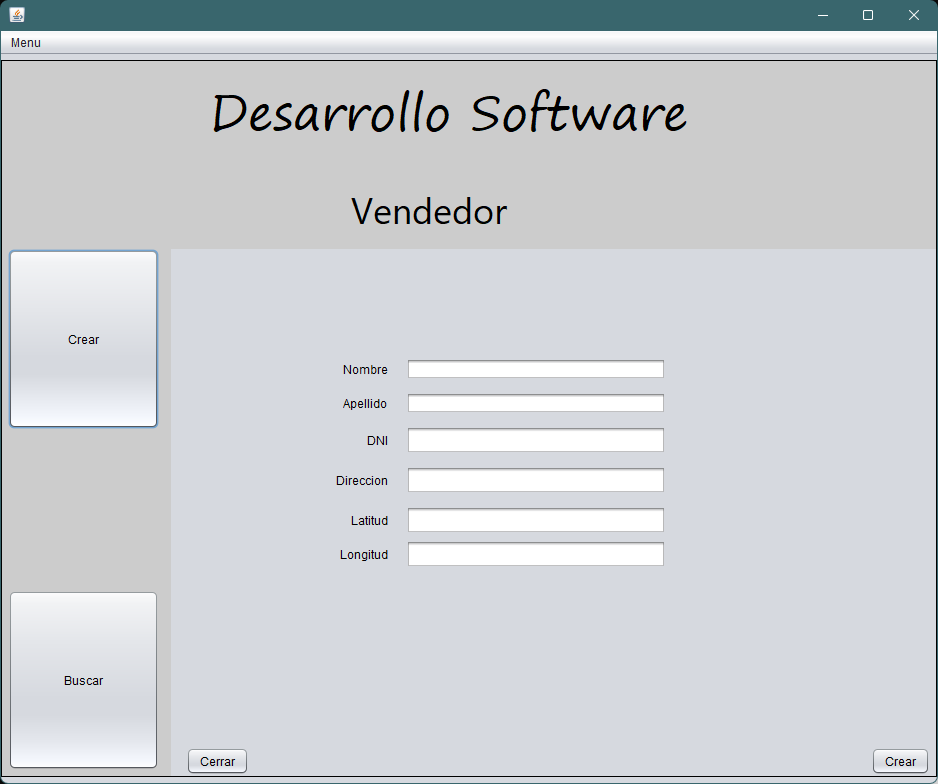 Menu
Desarrollo Software
Vendedor
Crear
Nombre
Apellido
DNI
Direccion
Latitud
Longitud
Buscar
Cerrar
Crear